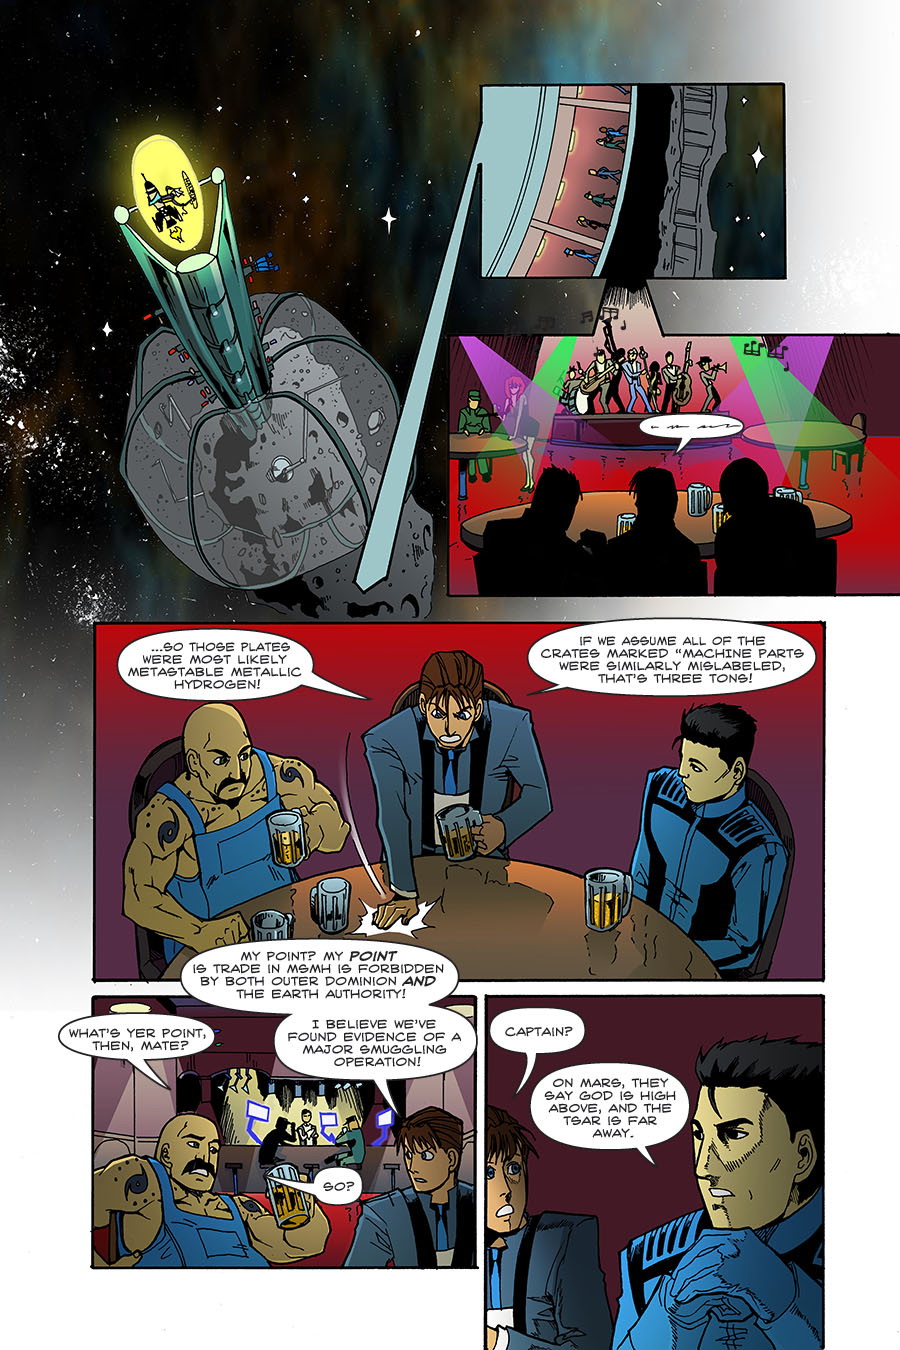 ...SO THOSE PLATES
WERE MOST LIKELY
METASTABLE METALLIC
HYDROGEN!
IF WE ASSUME ALL OF THE
CRATES MARKED "MACHINE PARTS
WERE SIMILARLY MISLABELED,
THAT'S THREE TONS!
WHAT'S YER POINT,
THEN, MATE?
MY POINT? MY POINT
IS TRADE IN MSMH IS FORBIDDEN
BY BOTH OUTER DOMINION AND
THE EARTH AUTHORITY!
I BELIEVE WE'VE
FOUND EVIDENCE OF A
MAJOR SMUGGLING
OPERATION!
SO?
CAPTAIN?
ON MARS, THEY
SAY GOD IS HIGH
ABOVE, AND THE
TSAR IS FAR
AWAY.